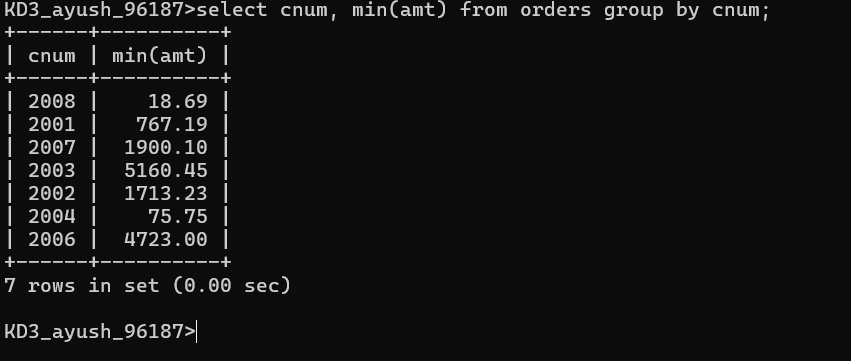 KD3_ayush_96187>select cnum, min(amt) from orders group by cnum;
+------+----------+
| cnum | min(amt) |
+------+----------+
| 2008 |    18.69 |
| 2001 |   767.19 |
| 2007 |  1900.10 |
| 2003 |  5160.45 |
| 2002 |  1713.23 |
| 2004 |    75.75 |
| 2006 |  4723.00 |
+------+----------+
7 rows in set (0.00 sec)
KD3_ayush_96187>